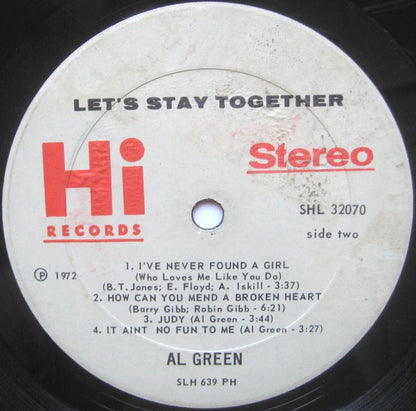 LET'S STAY TOGETHER
Hi
RECORDS
Stereo
SHL 32070
side two
℗ 1972
1. I'VE NEVER FOUND A GIRL
(Who Loves Me Like You Do)
(B.T. Jones; E. Floyd; A. Iskill - 3:37)
2. HOW CAN YOU MEND A BROKEN HEART
(Barry Gibb; Robin Gibb - 6:21)
3. JUDY (Al Green - 3:44)
4. IT AINT NO FUN TO ME (Al Green - 3:27)
AL GREEN
SLH 639 PH